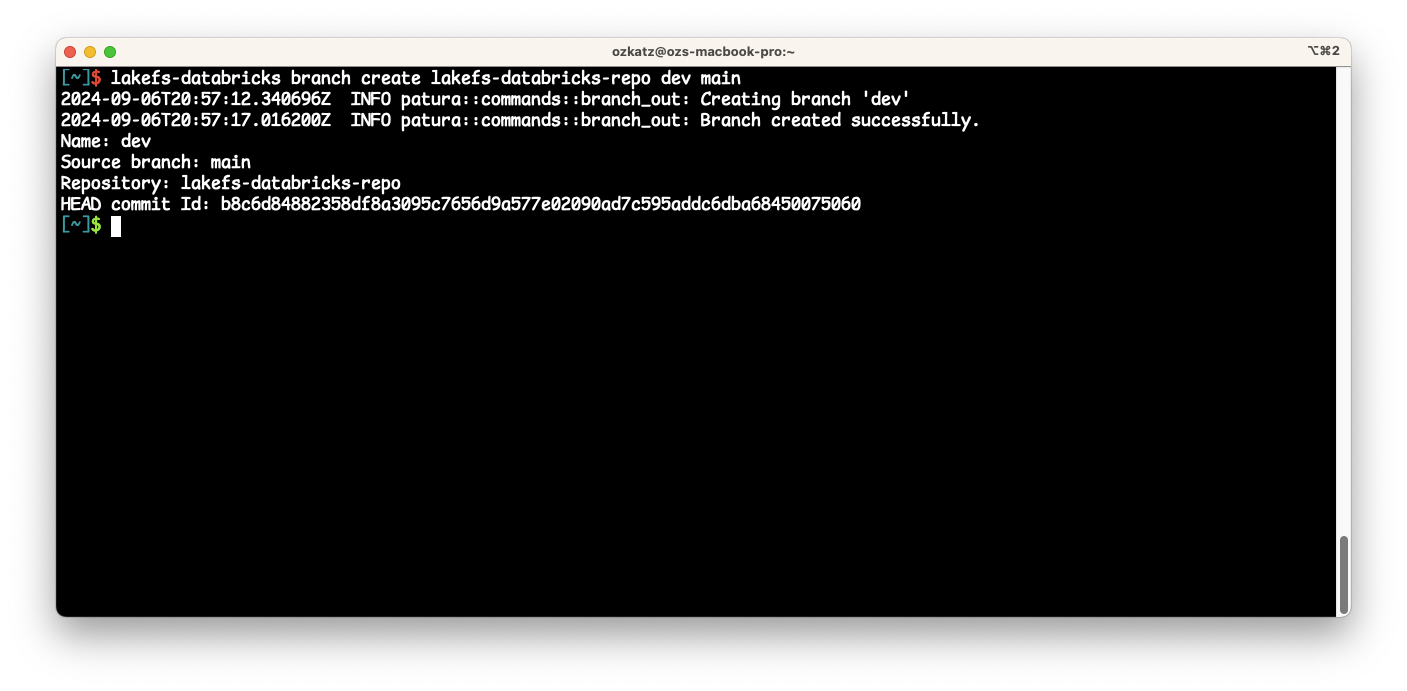 ozkatz@ozs-macbook-pro:~
⌥⌘2
[~]$ lakefs-databricks branch create lakefs-databricks-repo dev main
2024-09-06T20:57:12.340696Z  INFO patura::commands::branch_out: Creating branch 'dev'
2024-09-06T20:57:17.016200Z  INFO patura::commands::branch_out: Branch created successfully.
Name: dev
Source branch: main
Repository: lakefs-databricks-repo
HEAD commit Id: b8c6d84882358df8a3095c7656d9a577e02090ad7c595addc6dba68450075060
[~]$